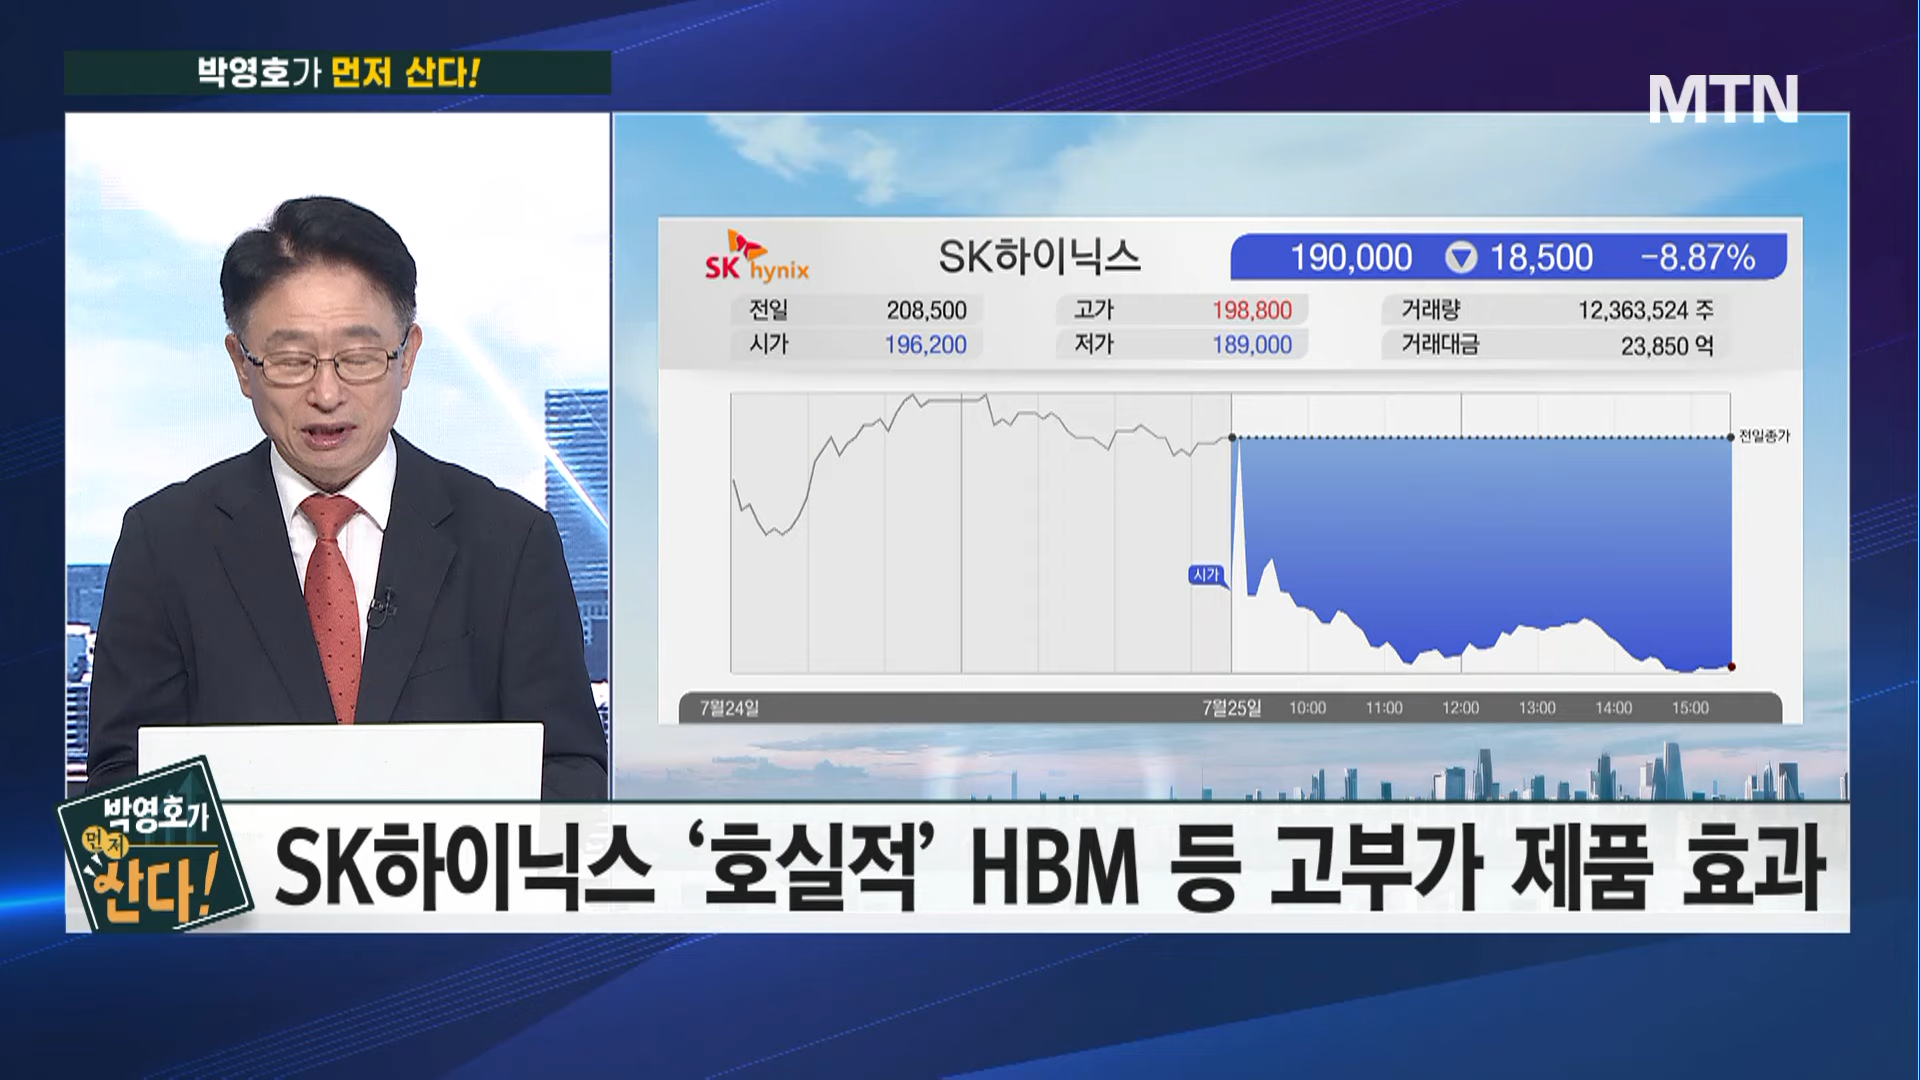 박영호가 먼저 산다!
MTN
SK hynix
SK하이닉스
190,000 ▼ 18,500 -8.87%
전일 208,500 고가 198,800 거래량 12,363,524 주
시가 196,200 저가 189,000 거래대금 23,850 억
전일종가
시가
7월24일 7월25일 10:00 11:00 12:00 13:00 14:00 15:00
박영호가
먼저
산다!
SK하이닉스 ‘호실적’ HBM 등 고부가 제품 효과